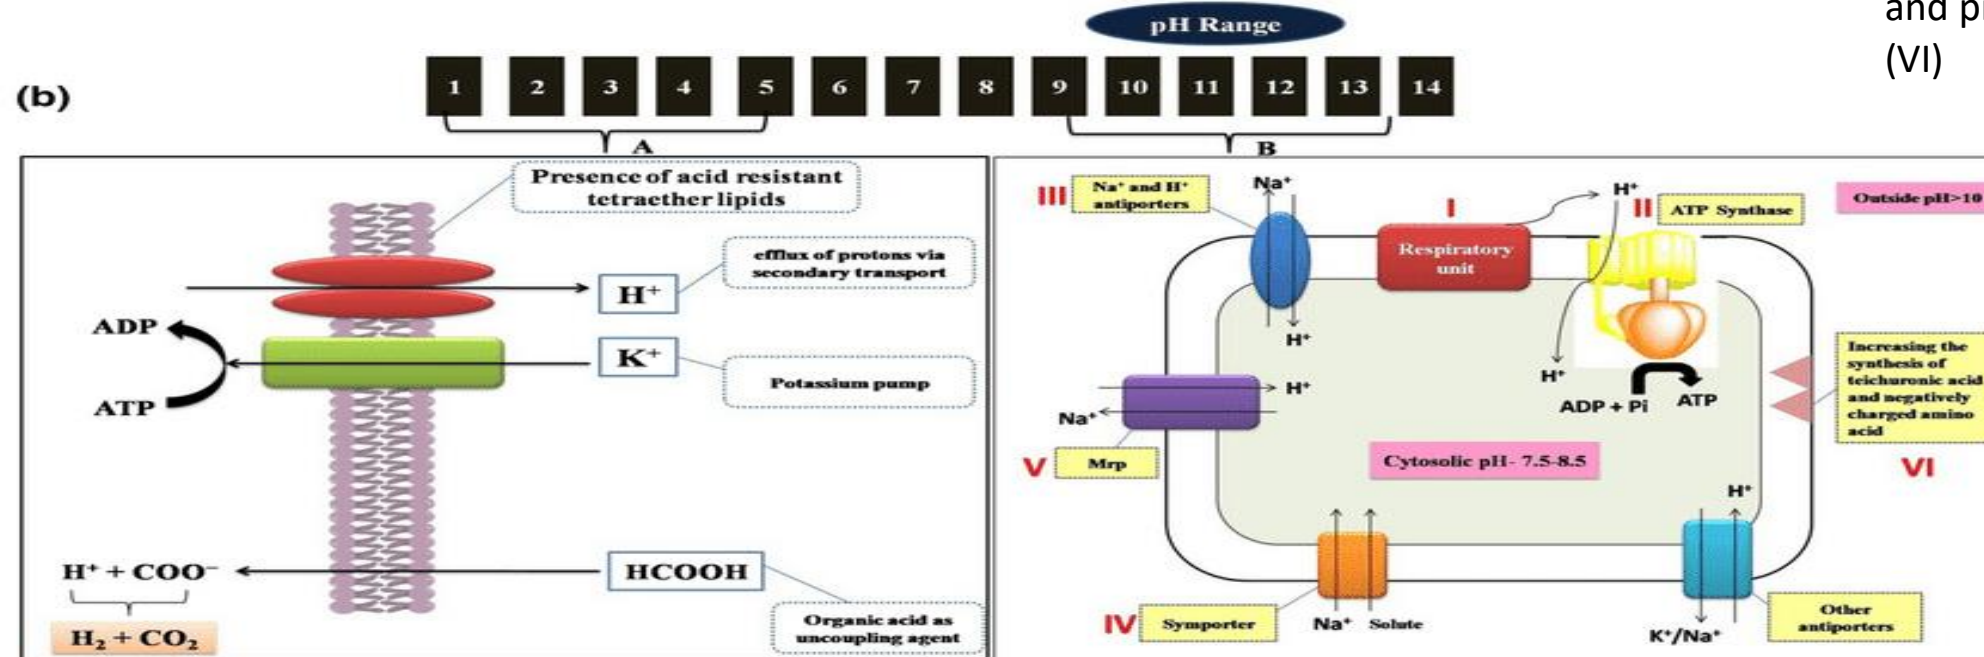 and p
(VI)
pH Range
(b)
1 2 3 4 5 6 7 8 9 10 11 12 13 14
A
B
Presence of acid resistant
tetraether lipids
efflux of protons via
secondary transport
H⁺
ADP
K⁺
Potassium pump
ATP
H⁺ + COO⁻
HCOOH
H₂ + CO₂
Organic acid as
uncoupling agent
III
Na⁺ and H⁺
antiporters
Na⁺
H⁺
I
Respiratory
unit
H⁺
II
ATP Synthase
Outside pH>10
H⁺
ADP + Pi
ATP
Increasing the
synthesis of
teichuronic acid
and negatively
charged amino
acid
VI
H⁺
Na⁺
V
Mrp
Cytosolic pH- 7.5-8.5
H⁺
IV
Symporter
Na⁺ Solute
K⁺/Na⁺
Other
antiporters